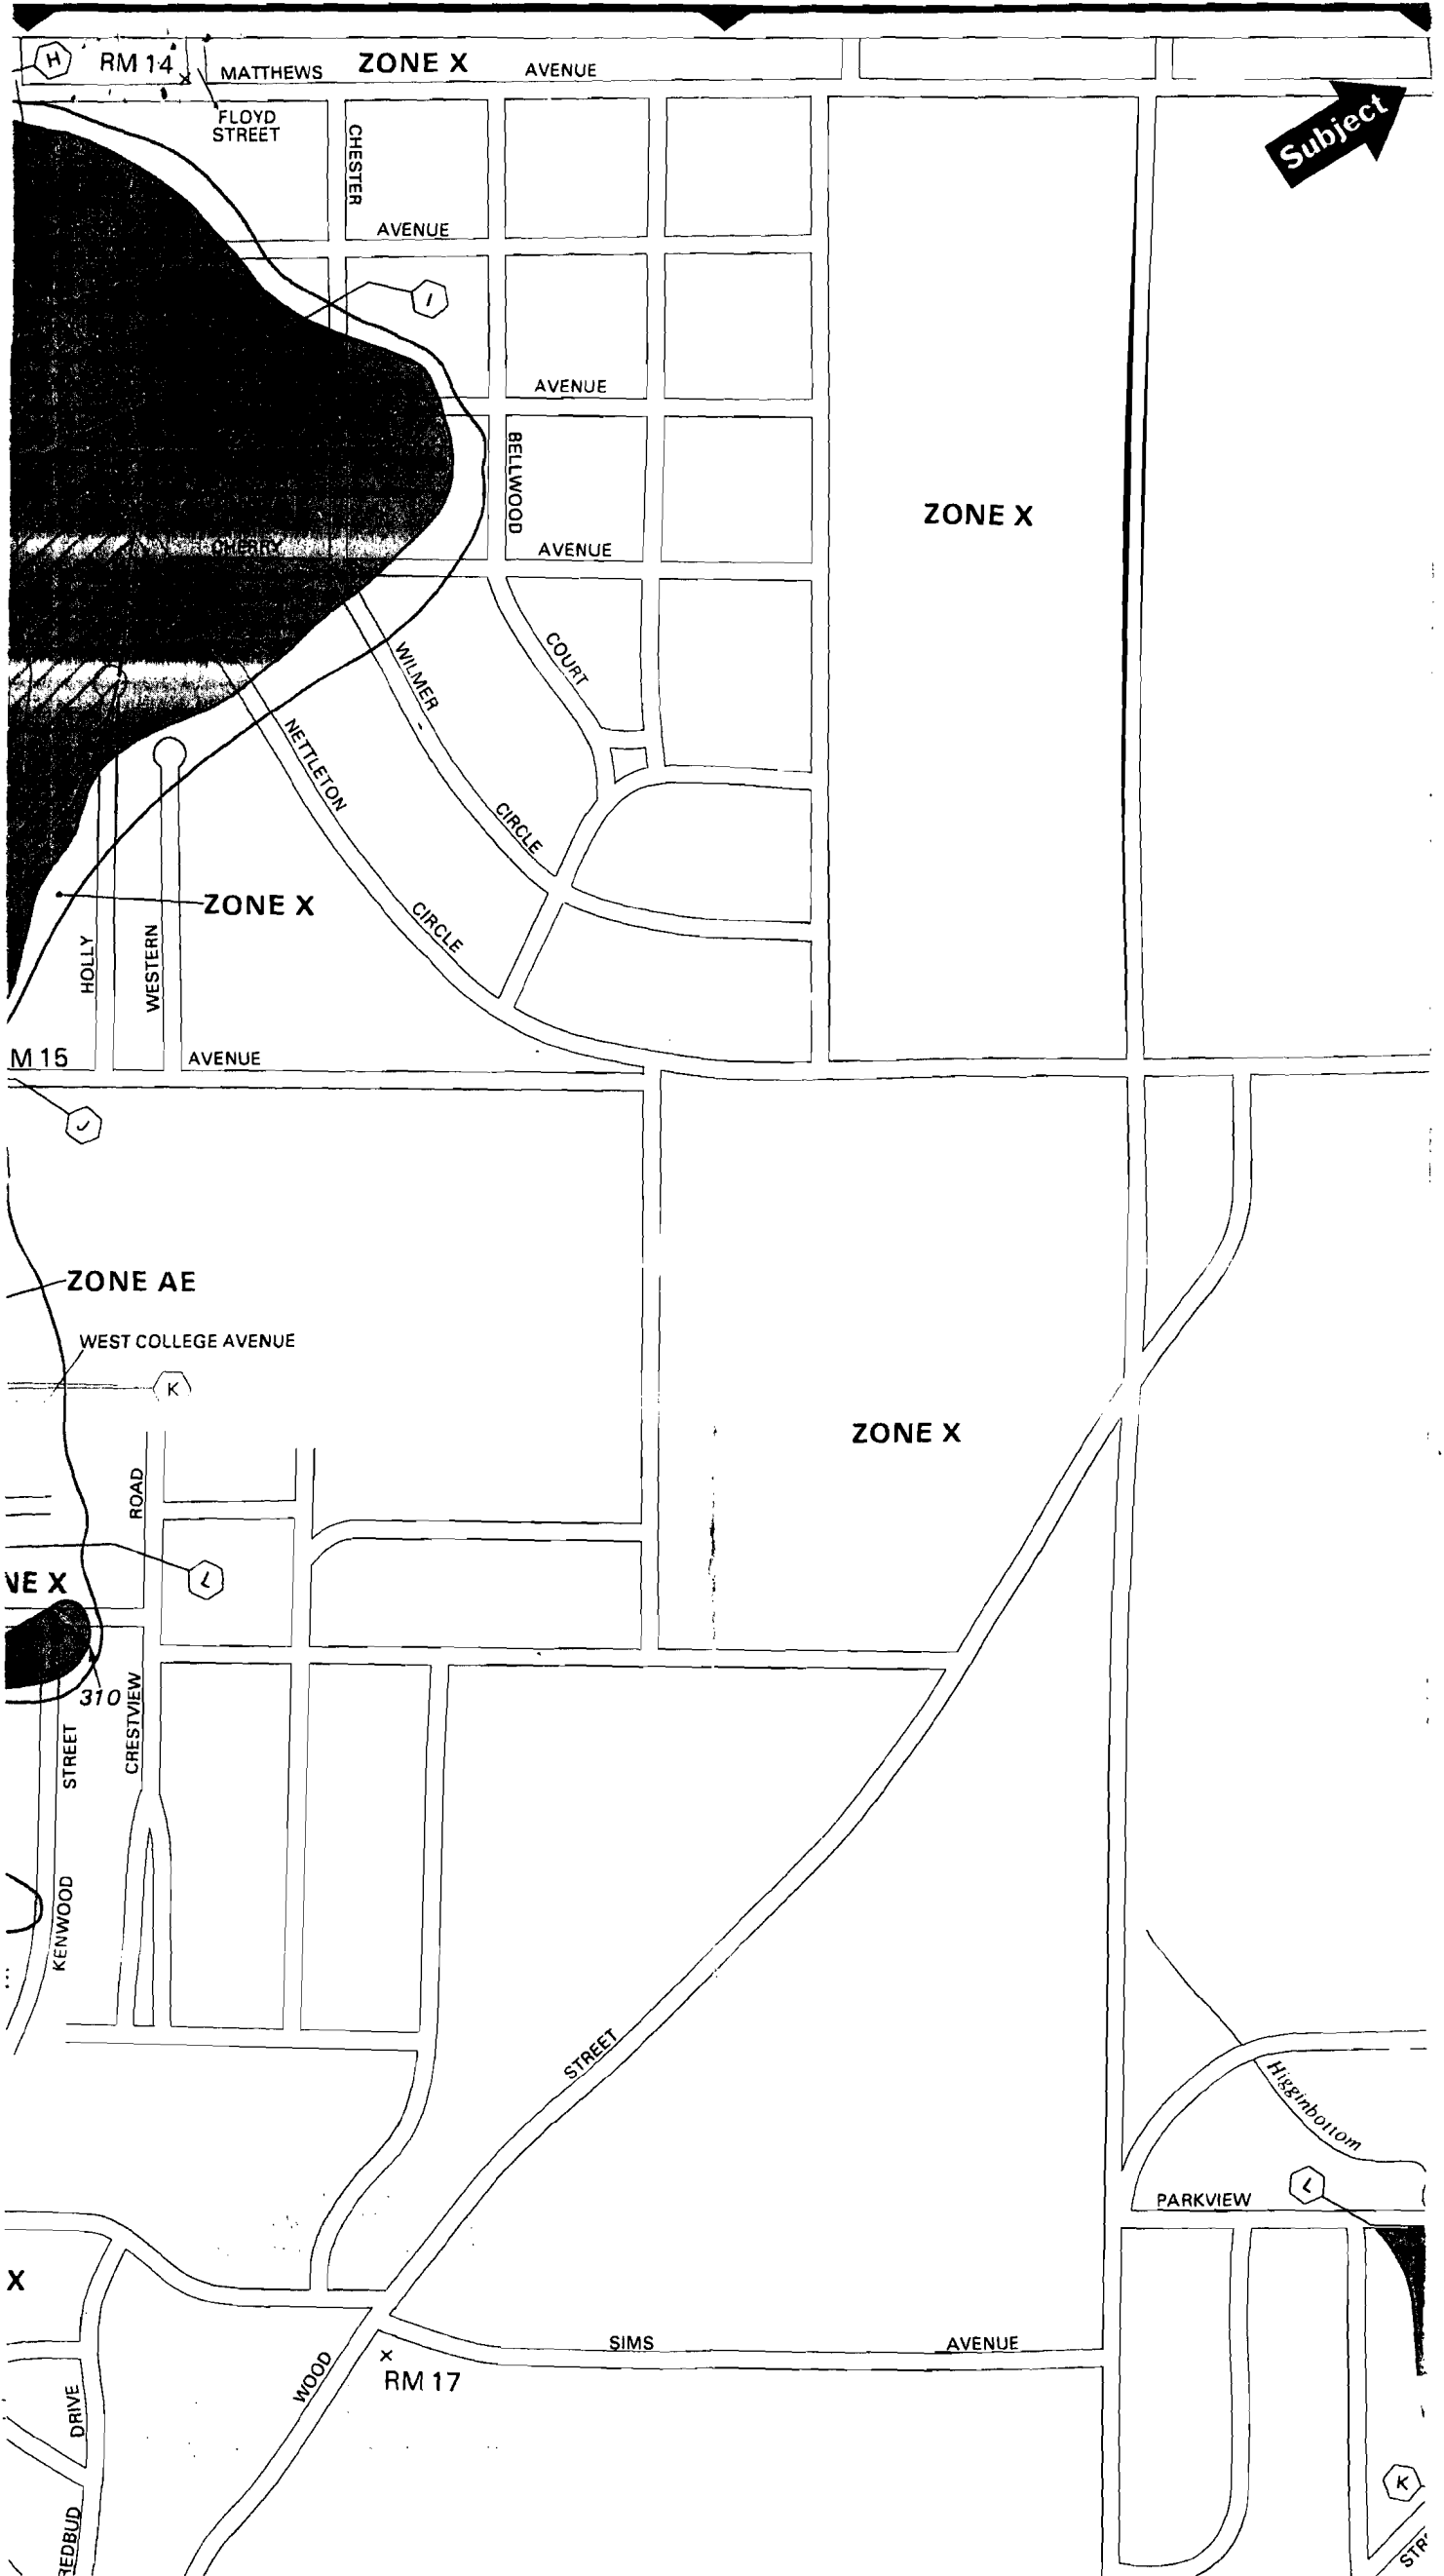 H
RM 14
MATTHEWS
ZONE X
AVENUE
FLOYD
STREET
Subject
CHESTER
AVENUE
I
AVENUE
BELLWOOD
ZONE X
CHERRY
AVENUE
COURT
WILMER
NETTLETON
CIRCLE
ZONE X
CIRCLE
HOLLY
WESTERN
M 15
AVENUE
J
ZONE AE
WEST COLLEGE AVENUE
K
ZONE X
ROAD
L
NE X
310
CRESTVIEW
STREET
KENWOOD
STREET
Higginbottom
L
PARKVIEW
X
SIMS
AVENUE
RM 17
WOOD
DRIVE
K
REDBUD
STR